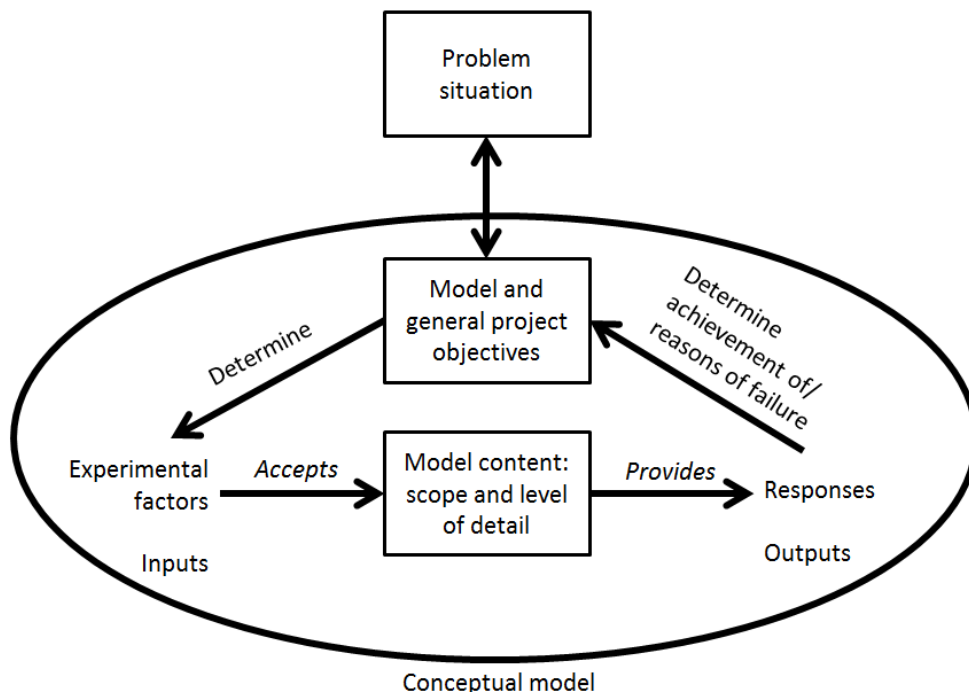 Problem
situation
Model and
general project
objectives
Determine
Determine
achievement of/
reasons of failure
Experimental
factors
Accepts
Model content:
scope and level
of detail
Provides
Responses
Inputs
Outputs
Conceptual model